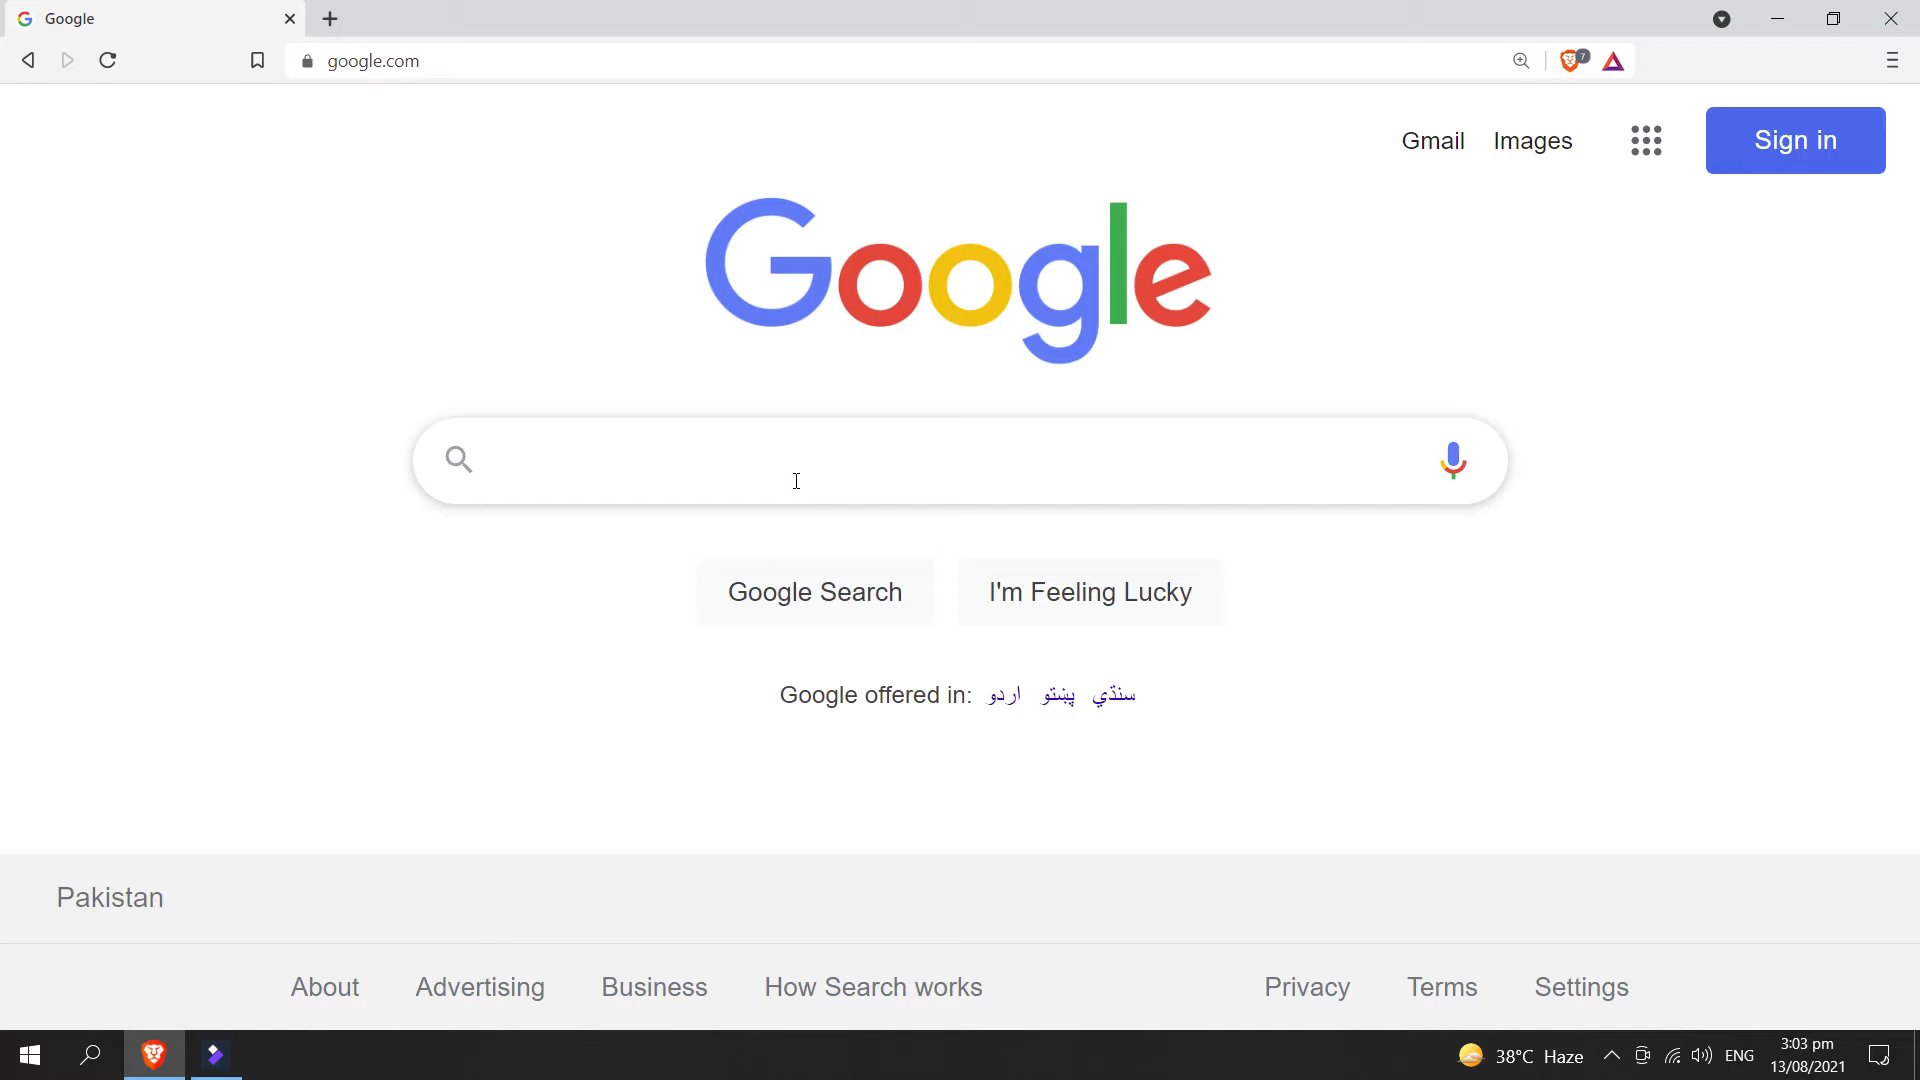 Google
google.com
7
Gmail Images Sign in
Google
Google Search I'm Feeling Lucky
Google offered in: اردو پښتو سنڌي
Pakistan
About Advertising Business How Search works Privacy Terms Settings
38°C Haze ENG 3:03 pm
13/08/2021